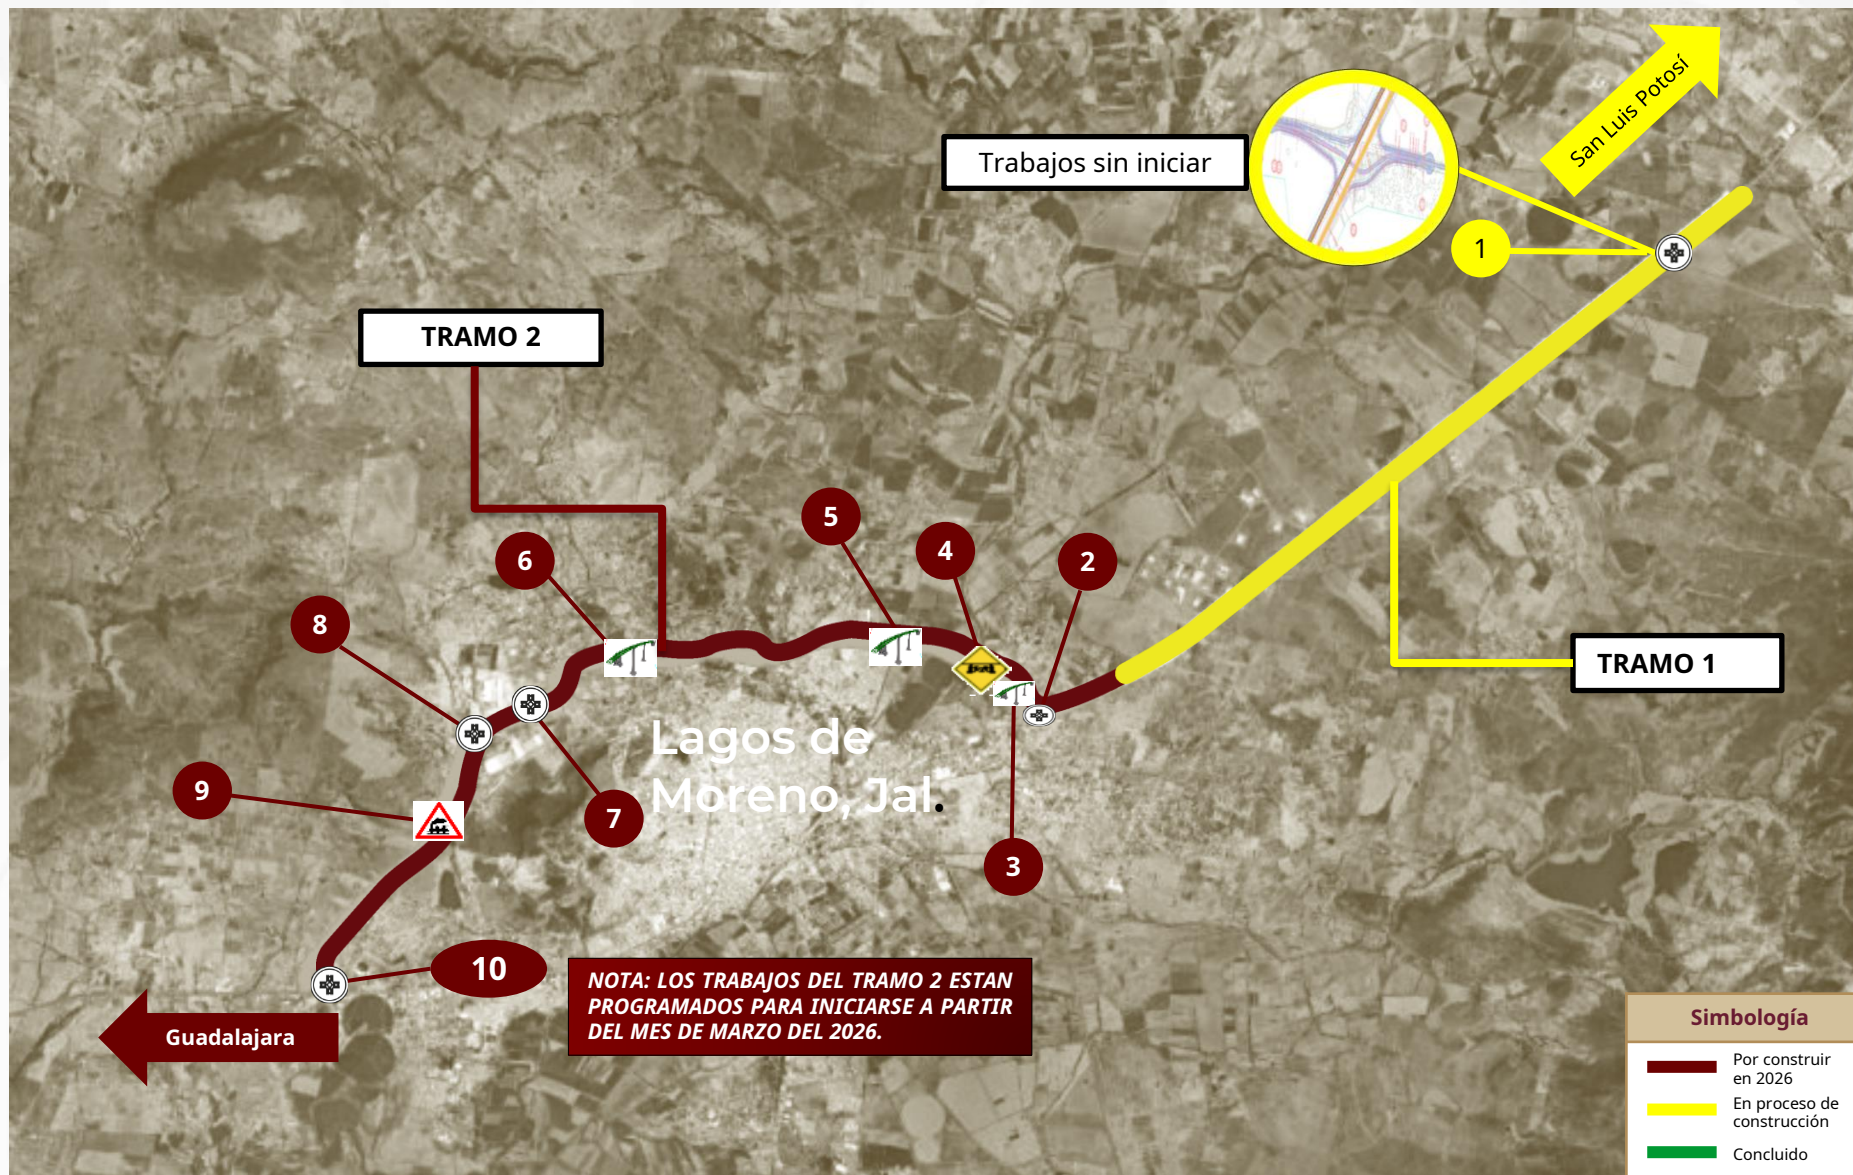 San Luis Potosí
Trabajos sin iniciar
1
TRAMO 2
5
4
2
6
8
TRAMO 1
Lagos de
Moreno, Jal.
9
7
3
10
NOTA: LOS TRABAJOS DEL TRAMO 2 ESTAN
PROGRAMADOS PARA INICIARSE A PARTIR
DEL MES DE MARZO DEL 2026.
Guadalajara
Simbología
Por construir
en 2026
En proceso de
construcción
Concluido